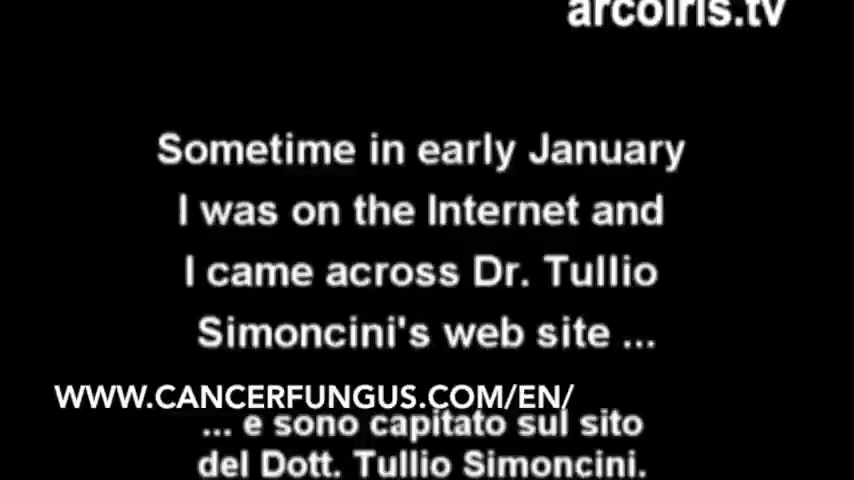 arcoiris.tv
Sometime in early January
I was on the Internet and
I came across Dr. Tullio
Simoncini's web site ...
WWW.CANCERFUNGUS.COM/EN/
... e sono capitato sul sito
del Dott. Tullio Simoncini.